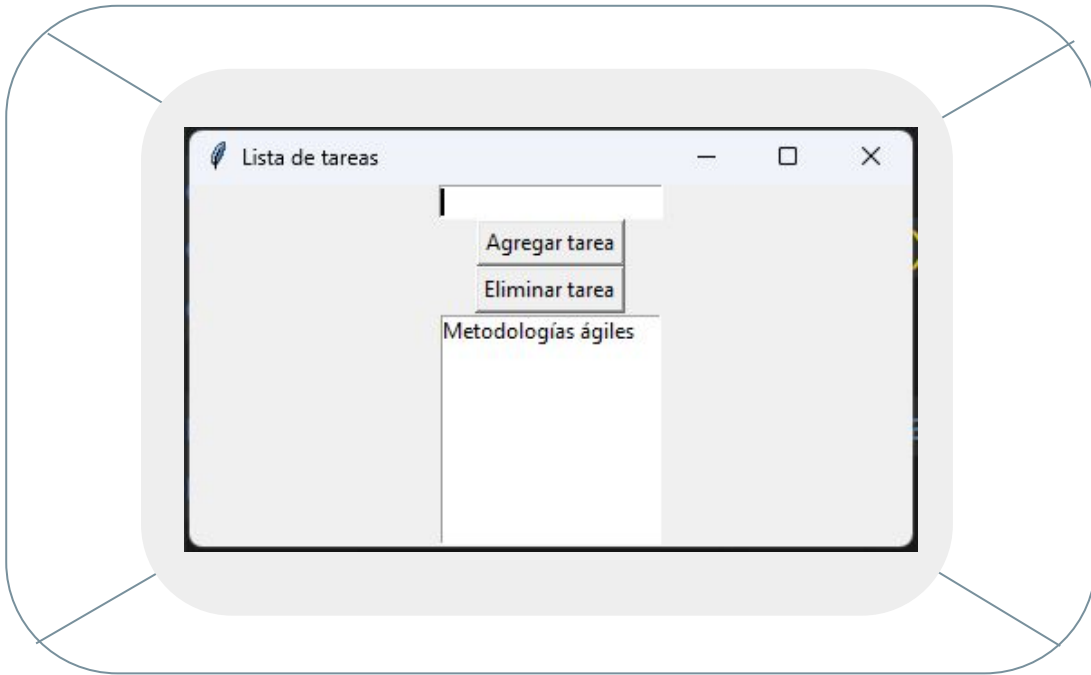 Lista de tareas
Agregar tarea
Eliminar tarea
Metodologías ágiles